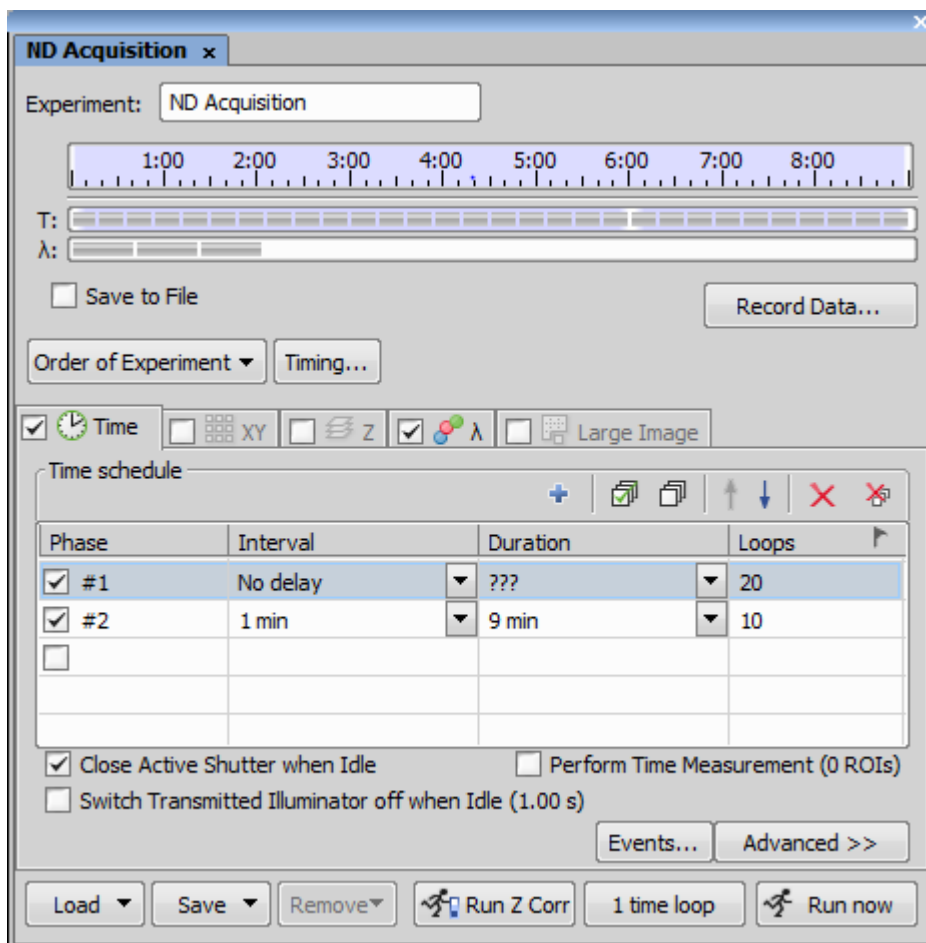 ND Acquisition x
Experiment: ND Acquisition
1:00 2:00 3:00 4:00 5:00 6:00 7:00 8:00
T:
λ:
Save to File
Record Data...
Order of Experiment Timing...
Time XY Z λ Large Image
Time schedule
Phase Interval Duration Loops
#1 No delay ??? 20
#2 1 min 9 min 10
Close Active Shutter when Idle Perform Time Measurement (0 ROIs)
Switch Transmitted Illuminator off when Idle (1.00 s)
Events... Advanced >>
Load Save Remove Run Z Corr 1 time loop Run now